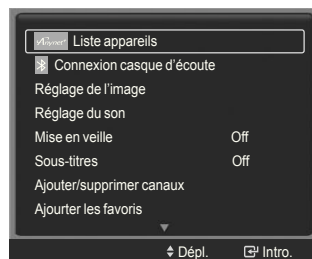 Anynet+ Liste appareils
Connexion casque d'écoute
Réglage de l'image
Réglage du son
Mise en veille Off
Sous-titres Off
Ajouter/supprimer canaux
Ajourter les favoris
Dépl. Intro.